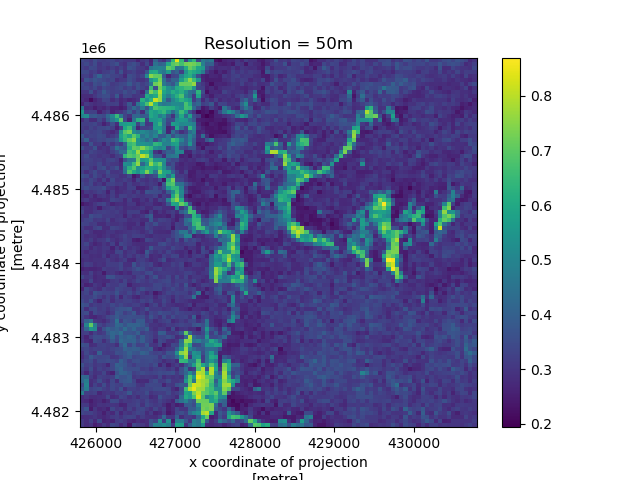 Resolution = 50m
1e6
4.486
4.485
4.484
4.483
4.482
y coordinate of projection
[metre]
426000 427000 428000 429000 430000
x coordinate of projection
[metre]
0.8
0.7
0.6
0.5
0.4
0.3
0.2